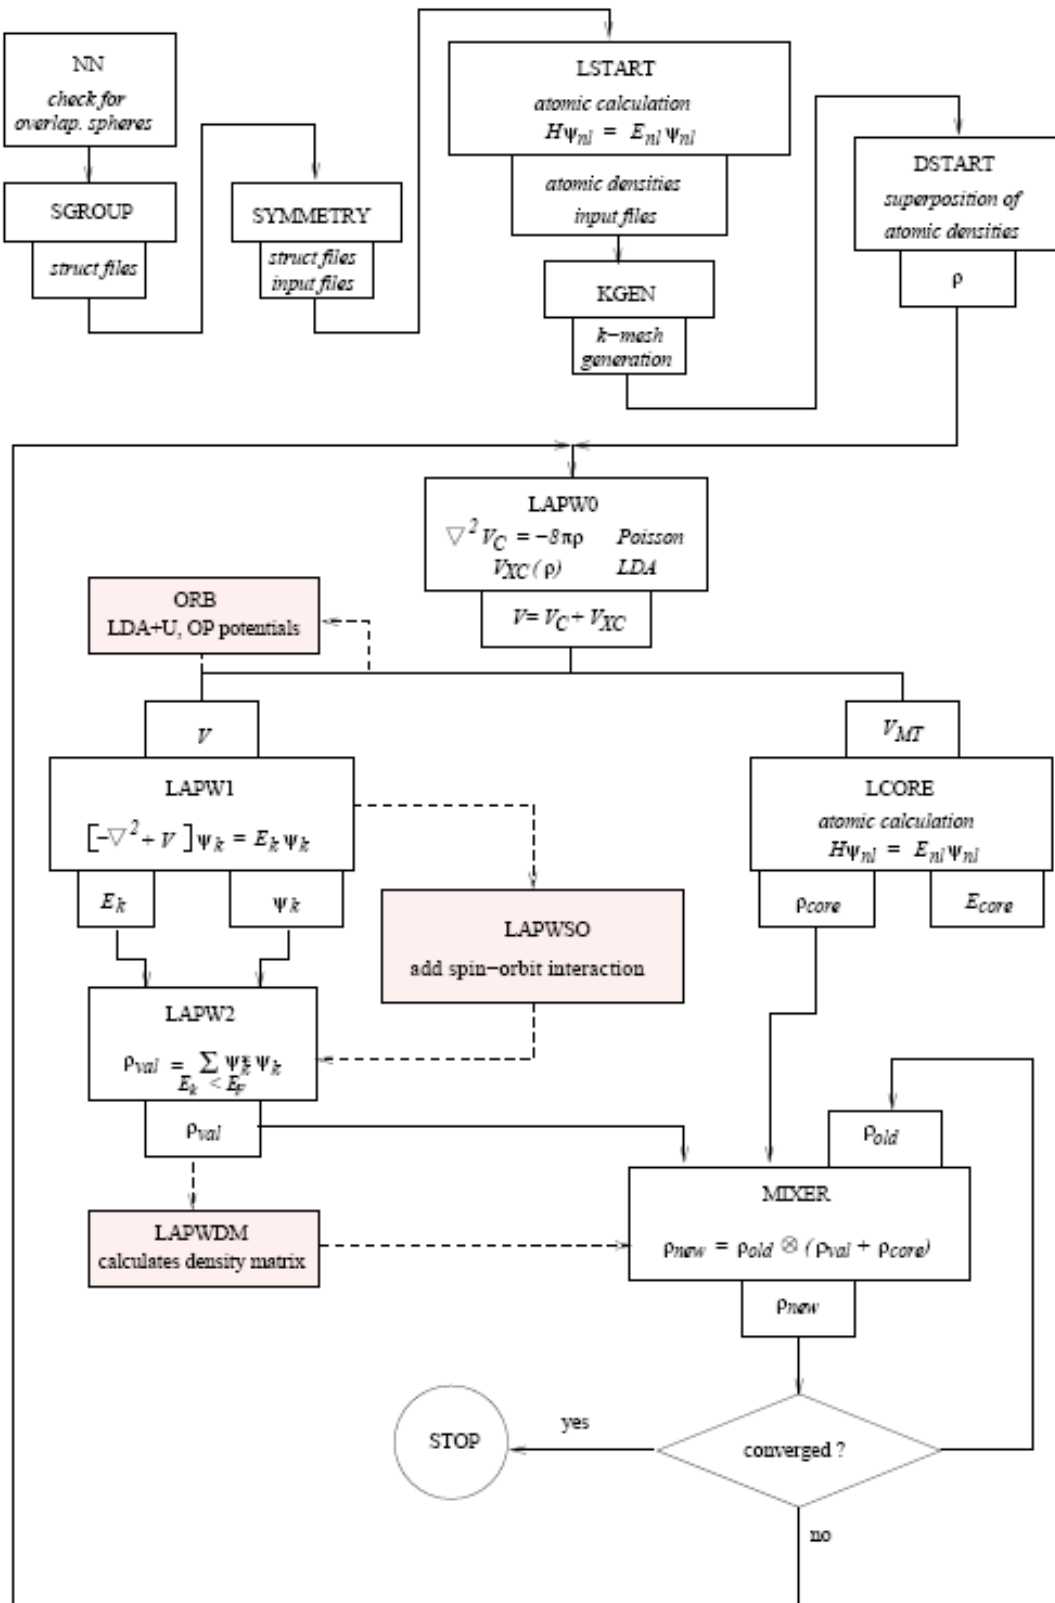 NN
check for
overlap. spheres
SGROUP
struct files
SYMMETRY
struct files
input files
LSTART
atomic calculation
Hψnl = Enl ψnl
atomic densities
input files
KGEN
k-mesh
generation
DSTART
superposition of
atomic densities
ρ
LAPW0
▽² VC = −8πρ Poisson
VXC(ρ) LDA
V= VC + VXC
ORB
LDA+U, OP potentials
V
LAPW1
[−▽² + V] ψk = Ek ψk
Ek
ψk
LAPWSO
add spin−orbit interaction
LAPW2
ρval = ∑ ψ*k ψk
Ek < EF
ρval
LAPWDM
calculates density matrix
VMT
LCORE
atomic calculation
Hψnl = Enl ψnl
ρcore
Ecore
ρold
MIXER
ρnew = ρold ⊗ (ρval + ρcore)
ρnew
converged ?
yes
STOP
no